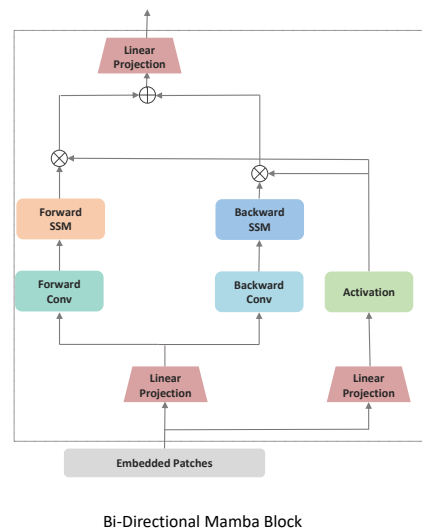 Linear
Projection
Forward
SSM
Backward
SSM
Forward
Conv
Backward
Conv
Activation
Linear
Projection
Linear
Projection
Embedded Patches
Bi-Directional Mamba Block